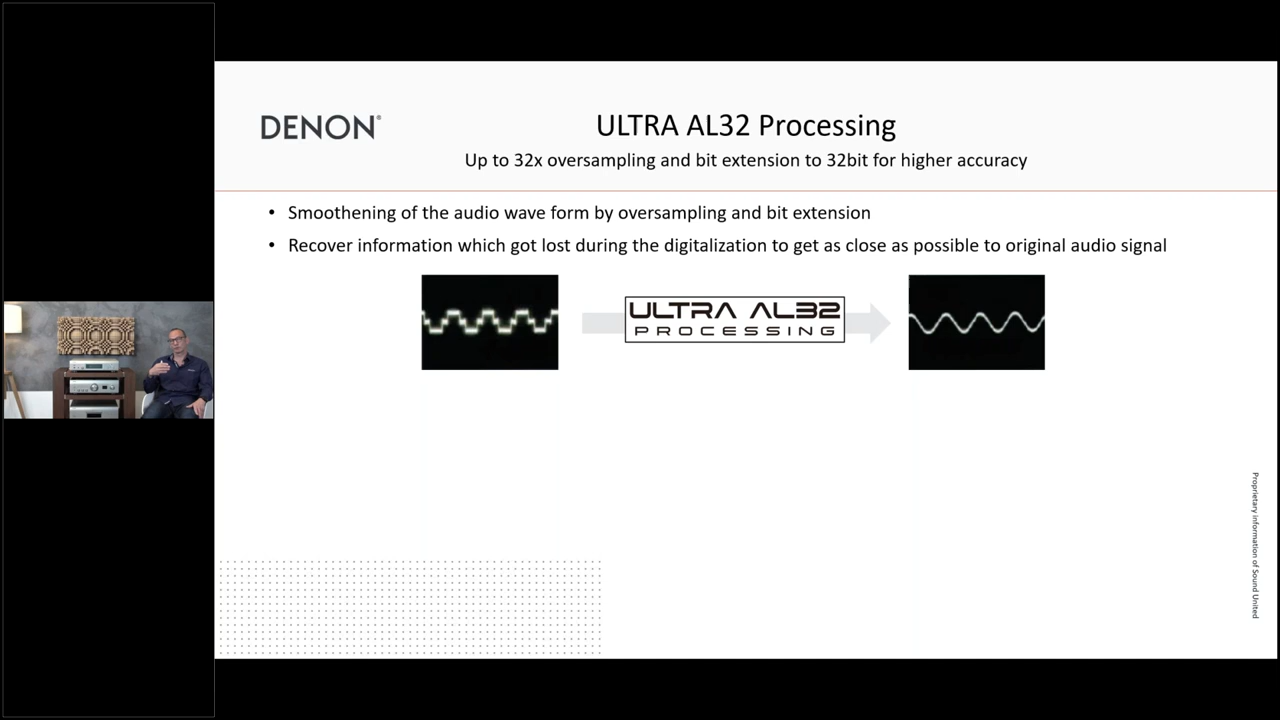 DENON®
ULTRA AL32 Processing
Up to 32x oversampling and bit extension to 32bit for higher accuracy
• Smoothening of the audio wave form by oversampling and bit extension
• Recover information which got lost during the digitalization to get as close as possible to original audio signal
ULTRA AL32
PROCESSING
Proprietary information of Sound United